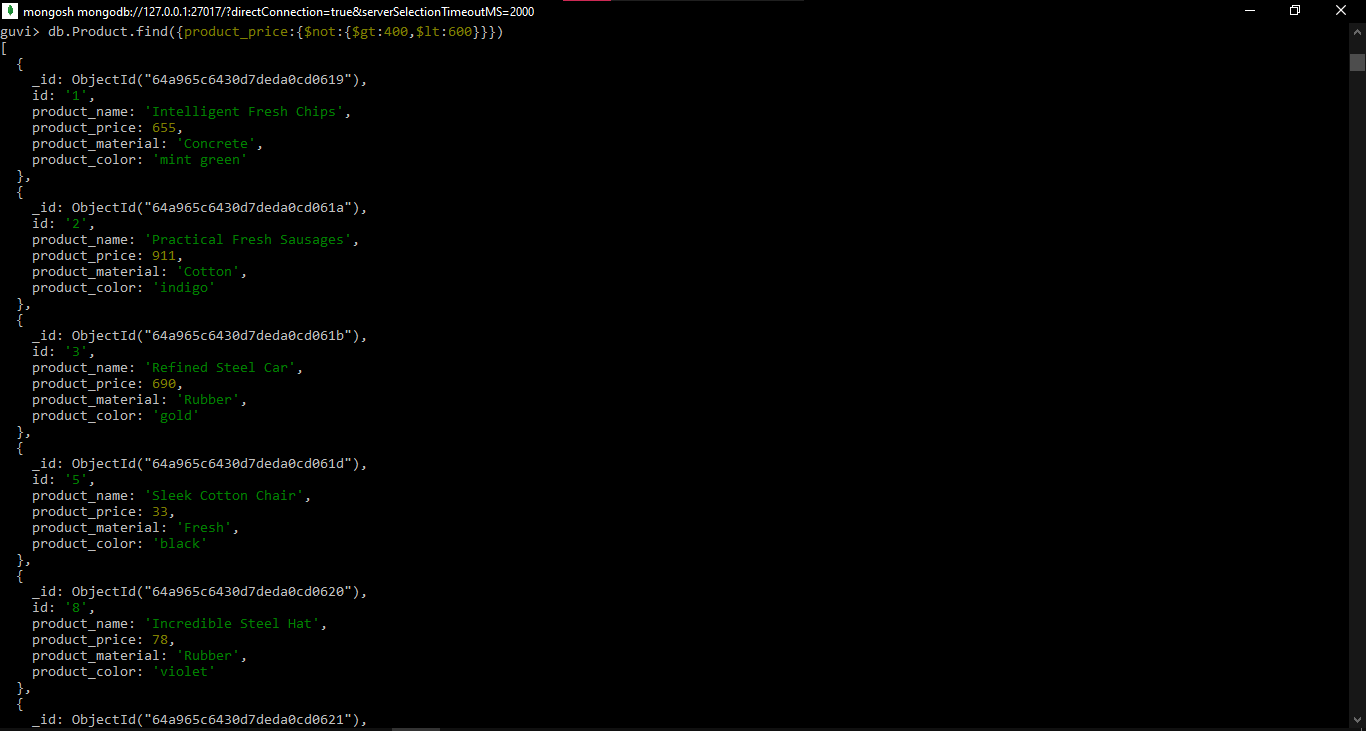 mongosh mongodb://127.0.0.1:27017/?directConnection=true&serverSelectionTimeoutMS=2000
guvi> db.Product.find({product_price:{$not:{$gt:400,$lt:600}}})
[
  {
    _id: ObjectId("64a965c6430d7deda0cd0619"),
    id: '1',
    product_name: 'Intelligent Fresh Chips',
    product_price: 655,
    product_material: 'Concrete',
    product_color: 'mint green'
  },
  {
    _id: ObjectId("64a965c6430d7deda0cd061a"),
    id: '2',
    product_name: 'Practical Fresh Sausages',
    product_price: 911,
    product_material: 'Cotton',
    product_color: 'indigo'
  },
  {
    _id: ObjectId("64a965c6430d7deda0cd061b"),
    id: '3',
    product_name: 'Refined Steel Car',
    product_price: 690,
    product_material: 'Rubber',
    product_color: 'gold'
  },
  {
    _id: ObjectId("64a965c6430d7deda0cd061d"),
    id: '5',
    product_name: 'Sleek Cotton Chair',
    product_price: 33,
    product_material: 'Fresh',
    product_color: 'black'
  },
  {
    _id: ObjectId("64a965c6430d7deda0cd0620"),
    id: '8',
    product_name: 'Incredible Steel Hat',
    product_price: 78,
    product_material: 'Rubber',
    product_color: 'violet'
  },
  {
    _id: ObjectId("64a965c6430d7deda0cd0621"),